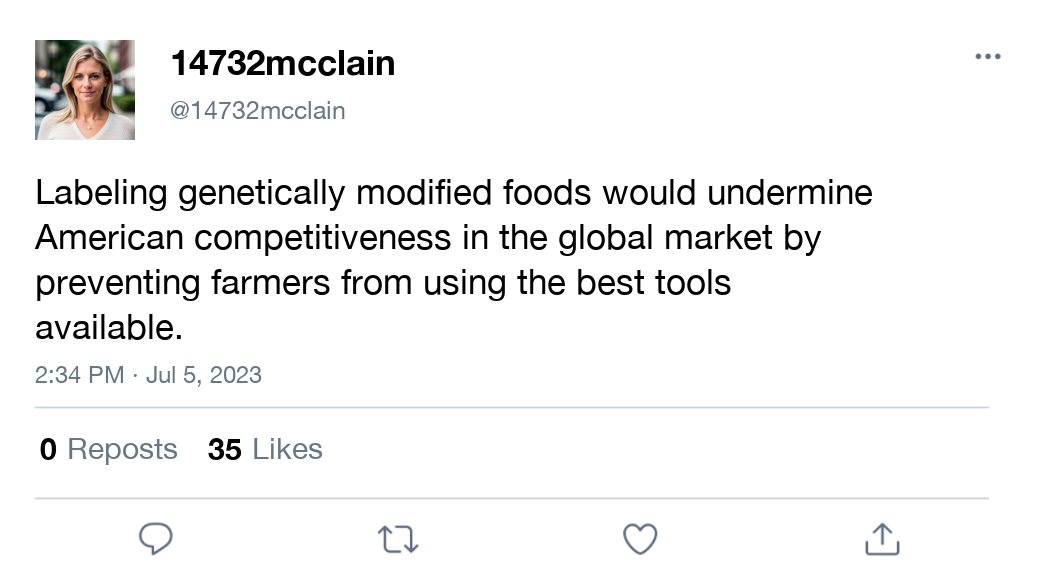 14732mcclain
@14732mcclain
Labeling genetically modified foods would undermine
American competitiveness in the global market by
preventing farmers from using the best tools
available.
2:34 PM · Jul 5, 2023
0 Reposts 35 Likes